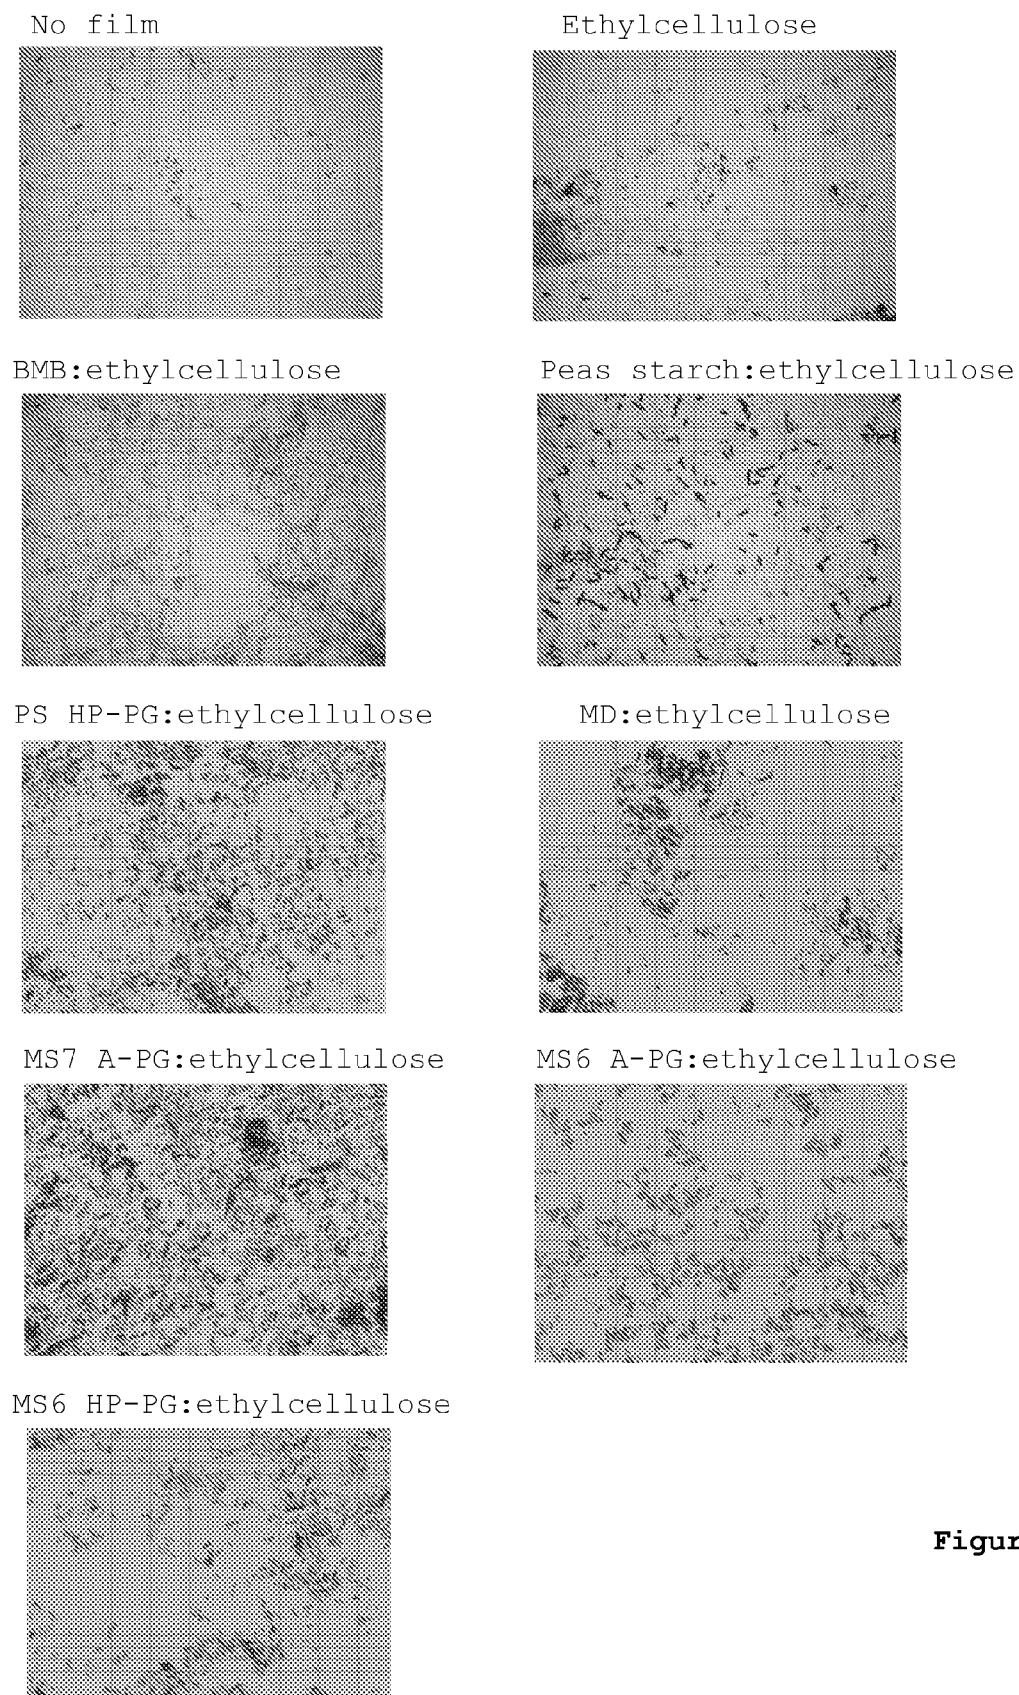 No film
Ethylcellulose
BMB:ethylcellulose
Peas starch:ethylcellulose
PS HP-PG:ethylcellulose
MD:ethylcellulose
MS7 A-PG:ethylcellulose
MS6 A-PG:ethylcellulose
MS6 HP-PG:ethylcellulose
Figur